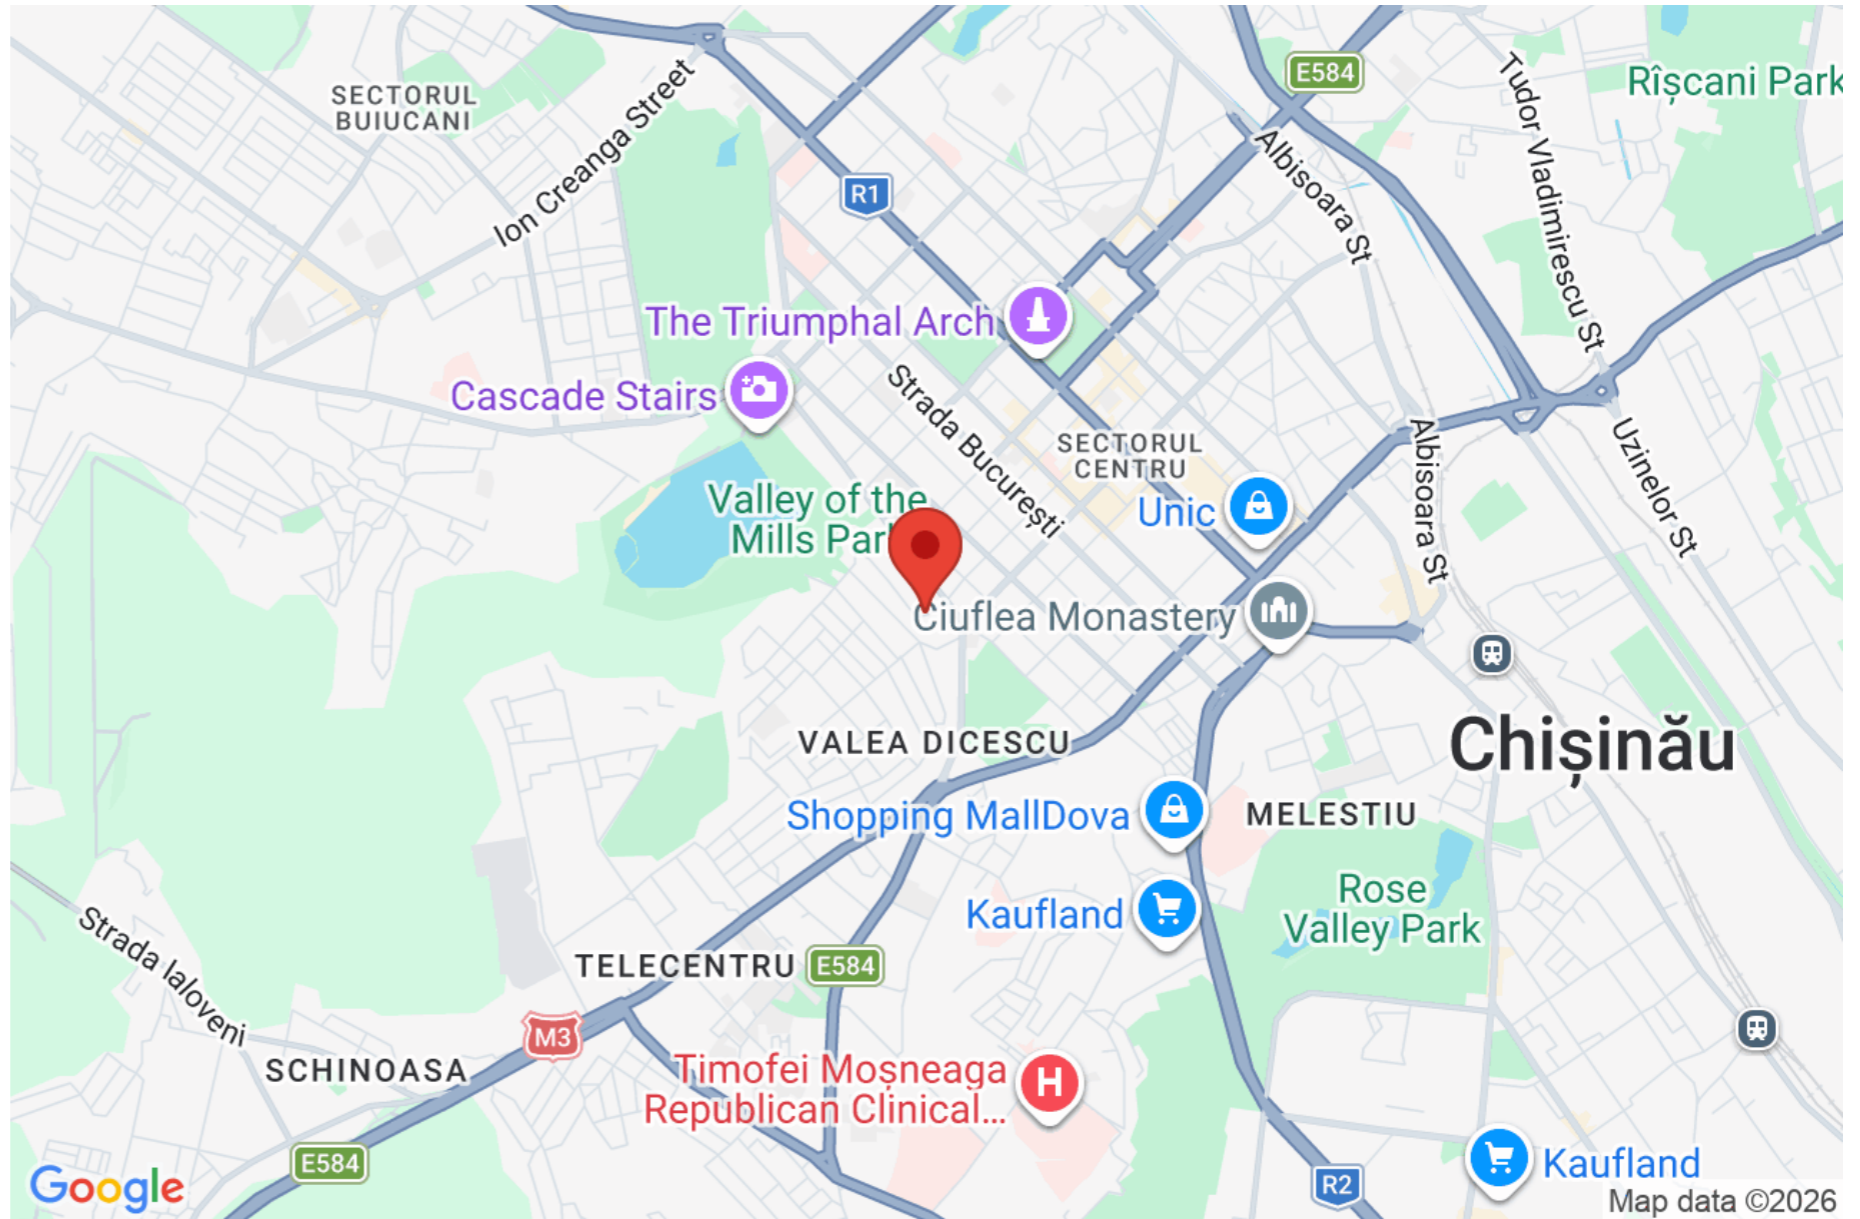 SECTORUL
BUIUCANI
Ion Creanga Street
R1
E584
Albisoara St
Tudor Vladimirescu St
Rîșcani Park
The Triumphal Arch
Cascade Stairs
Strada București
SECTORUL
CENTRU
Unic
Albisoara St
Uzinelor St
Valley of the
Mills Par
Ciuflea Monastery
VALEA DICESCU
Chișinău
Shopping MallDova
MELESTIU
Kaufland
Rose
Valley Park
Strada Ialoveni
TELECENTRU
E584
M3
SCHINOASA
Timofei Moșneaga
Republican Clinical...
H
E584
R2
Kaufland
Google
Map data ©2026